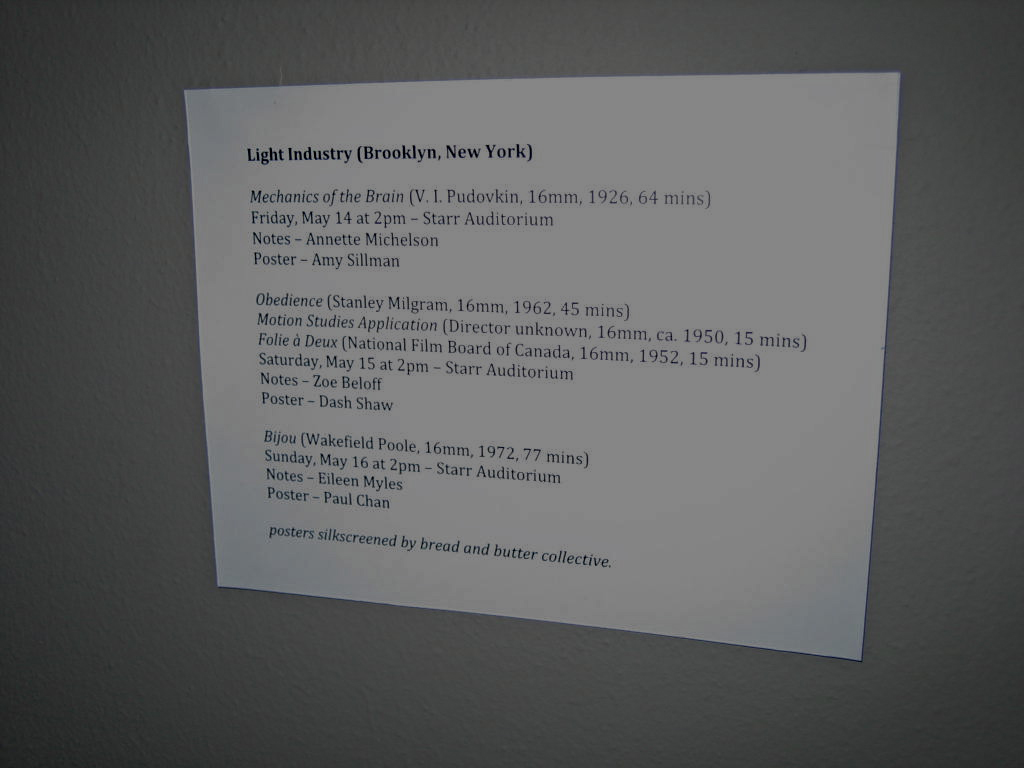 Light Industry (Brooklyn, New York)
Mechanics of the Brain (V. I. Pudovkin, 16mm, 1926, 64 mins)
Friday, May 14 at 2pm – Starr Auditorium
Notes – Annette Michelson
Poster – Amy Sillman
Obedience (Stanley Milgram, 16mm, 1962, 45 mins)
Motion Studies Application (Director unknown, 16mm, ca. 1950, 15 mins)
Folie à Deux (National Film Board of Canada, 16mm, 1952, 15 mins)
Saturday, May 15 at 2pm – Starr Auditorium
Notes – Zoe Beloff
Poster – Dash Shaw
Bijou (Wakefield Poole, 16mm, 1972, 77 mins)
Sunday, May 16 at 2pm – Starr Auditorium
Notes – Eileen Myles
Poster – Paul Chan
posters silkscreened by bread and butter collective.